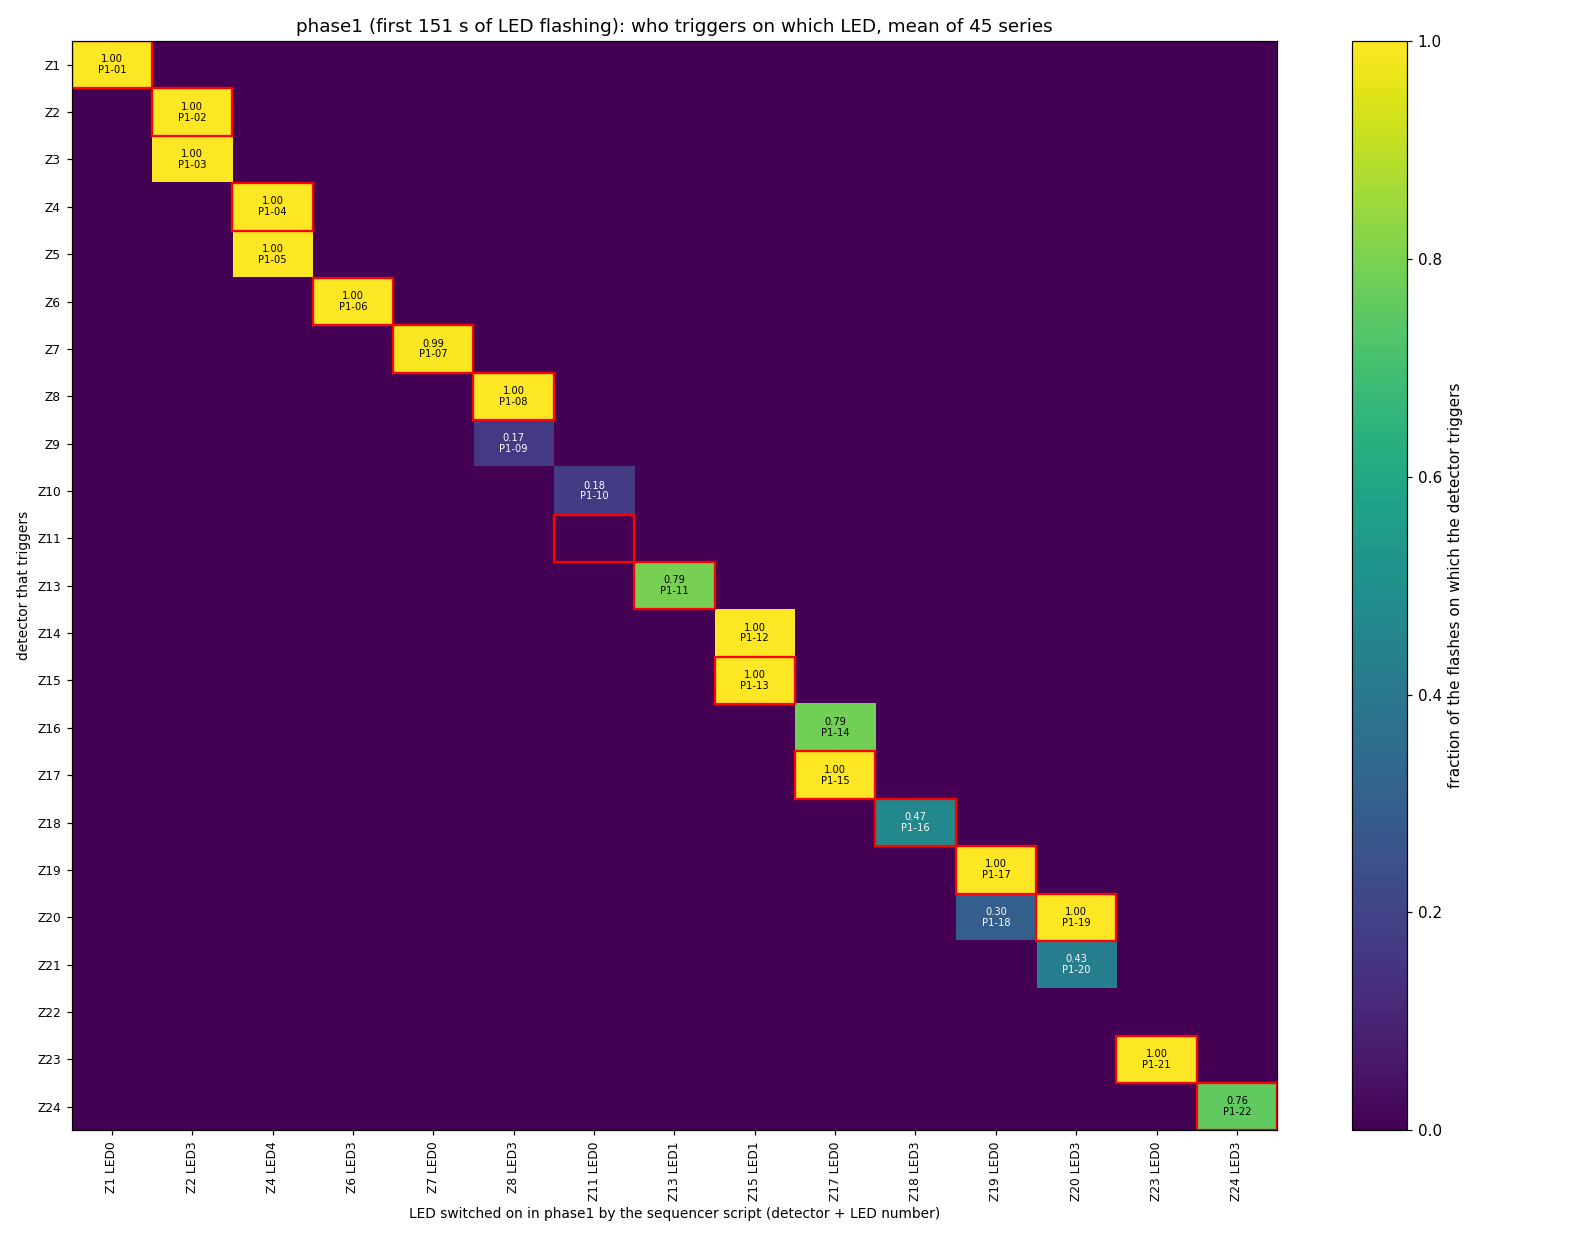 phase1 (first 151 s of LED flashing): who triggers on which LED, mean of 45 series
detector that triggers
Z1
Z2
Z3
Z4
Z5
Z6
Z7
Z8
Z9
Z10
Z11
Z13
Z14
Z15
Z16
Z17
Z18
Z19
Z20
Z21
Z22
Z23
Z24
1.00
P1-01
1.00
P1-02
1.00
P1-03
1.00
P1-04
1.00
P1-05
1.00
P1-06
0.99
P1-07
1.00
P1-08
0.17
P1-09
0.18
P1-10
0.79
P1-11
1.00
P1-12
1.00
P1-13
0.79
P1-14
1.00
P1-15
0.47
P1-16
1.00
P1-17
0.30
P1-18
1.00
P1-19
0.43
P1-20
1.00
P1-21
0.76
P1-22
Z1 LED0
Z2 LED3
Z4 LED4
Z6 LED3
Z7 LED0
Z8 LED3
Z11 LED0
Z13 LED1
Z15 LED1
Z17 LED0
Z18 LED3
Z19 LED0
Z20 LED3
Z23 LED0
Z24 LED3
LED switched on in phase1 by the sequencer script (detector + LED number)
1.0
0.8
0.6
0.4
0.2
0.0
fraction of the flashes on which the detector triggers